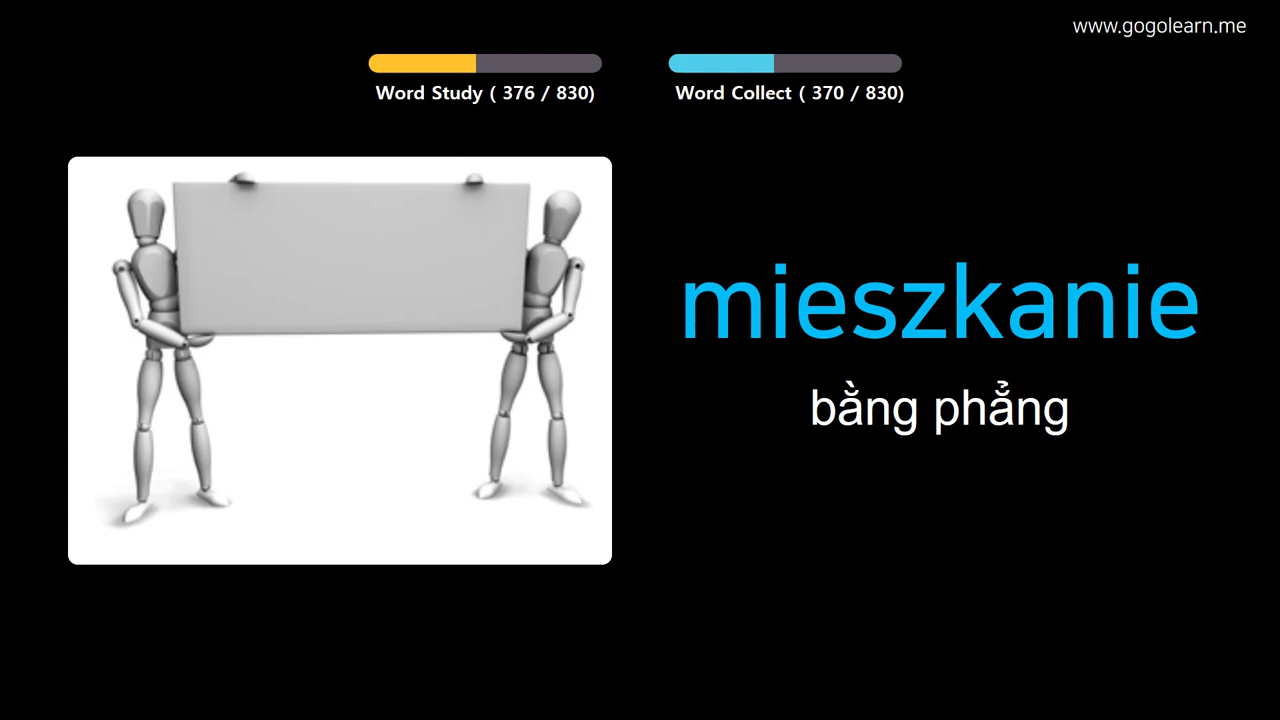 www.gogolearn.me
Word Study ( 376 / 830)
Word Collect ( 370 / 830)
mieszkanie
bằng phẳng